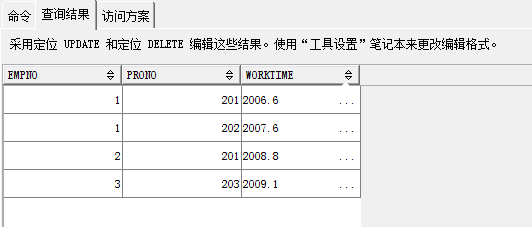 命令 查询结果 访问方案
采用定位 UPDATE 和定位 DELETE 编辑这些结果。使用“工具设置”笔记本来更改编辑格式。
EMPNO PRONO WORKTIME
1 201 2006.6 ...
1 202 2007.6 ...
2 201 2008.8 ...
3 203 2009.1 ...